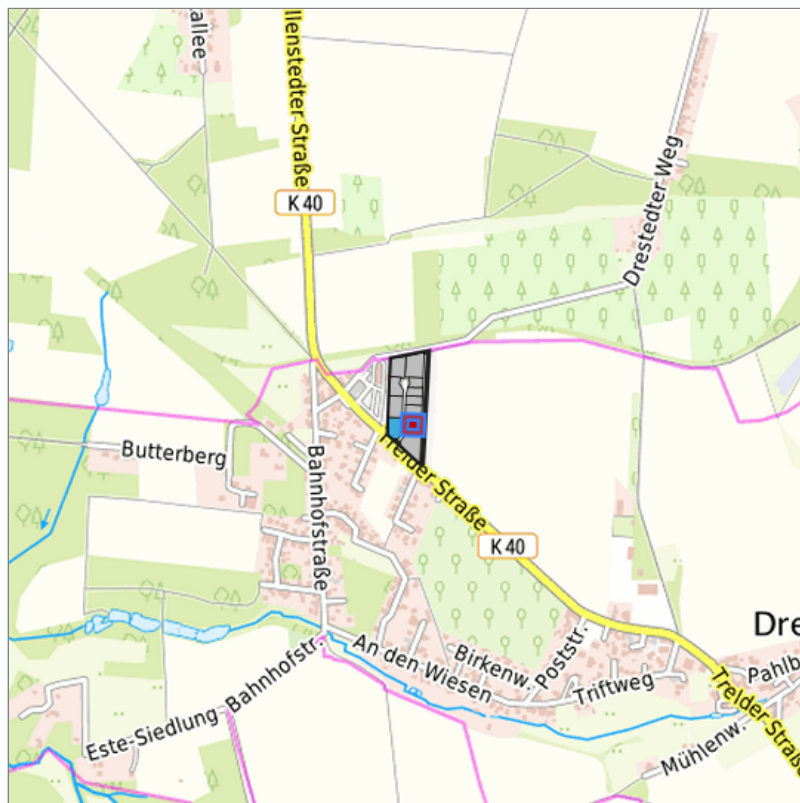 allee
llenstedter-Straße
K 40
Drestedter-Weg
Butterberg
Bahnhofstraße
Trelder Straße
K 40
Dre
An den Wiesen
Birkenw.
Poststr.
Triftweg
Pahlb
Este-Siedlung
Bahnhofstr.
Mühlenw.
Trelder-Straße